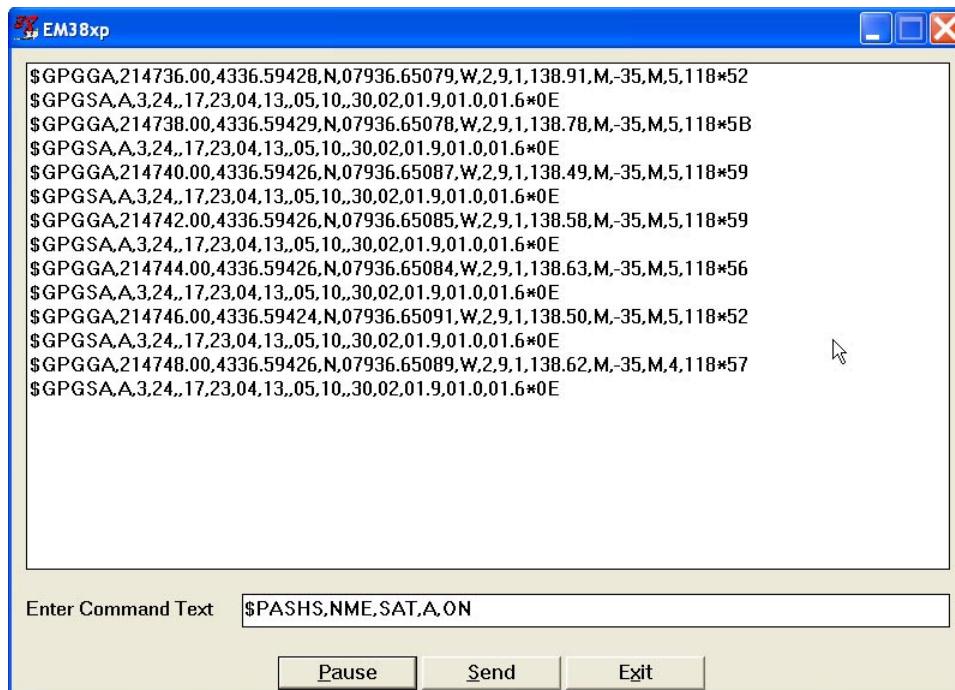 EM38xp
$GPGGA,214736.00,4336.59428,N,07936.65079,W,2,9,1,138.91,M,-35,M,5,118*52
$GPGSA,A,3,24,,17,23,04,13,,05,10,,30,02,01.9,01.0,01.6*0E
$GPGGA,214738.00,4336.59429,N,07936.65078,W,2,9,1,138.78,M,-35,M,5,118*5B
$GPGSA,A,3,24,,17,23,04,13,,05,10,,30,02,01.9,01.0,01.6*0E
$GPGGA,214740.00,4336.59426,N,07936.65087,W,2,9,1,138.49,M,-35,M,5,118*59
$GPGSA,A,3,24,,17,23,04,13,,05,10,,30,02,01.9,01.0,01.6*0E
$GPGGA,214742.00,4336.59426,N,07936.65085,W,2,9,1,138.58,M,-35,M,5,118*59
$GPGSA,A,3,24,,17,23,04,13,,05,10,,30,02,01.9,01.0,01.6*0E
$GPGGA,214744.00,4336.59426,N,07936.65084,W,2,9,1,138.63,M,-35,M,5,118*56
$GPGSA,A,3,24,,17,23,04,13,,05,10,,30,02,01.9,01.0,01.6*0E
$GPGGA,214746.00,4336.59424,N,07936.65091,W,2,9,1,138.50,M,-35,M,5,118*52
$GPGSA,A,3,24,,17,23,04,13,,05,10,,30,02,01.9,01.0,01.6*0E
$GPGGA,214748.00,4336.59426,N,07936.65089,W,2,9,1,138.62,M,-35,M,4,118*57
$GPGSA,A,3,24,,17,23,04,13,,05,10,,30,02,01.9,01.0,01.6*0E
Enter Command Text $PASHS,NME,SAT,A,ON
Pause Send Exit